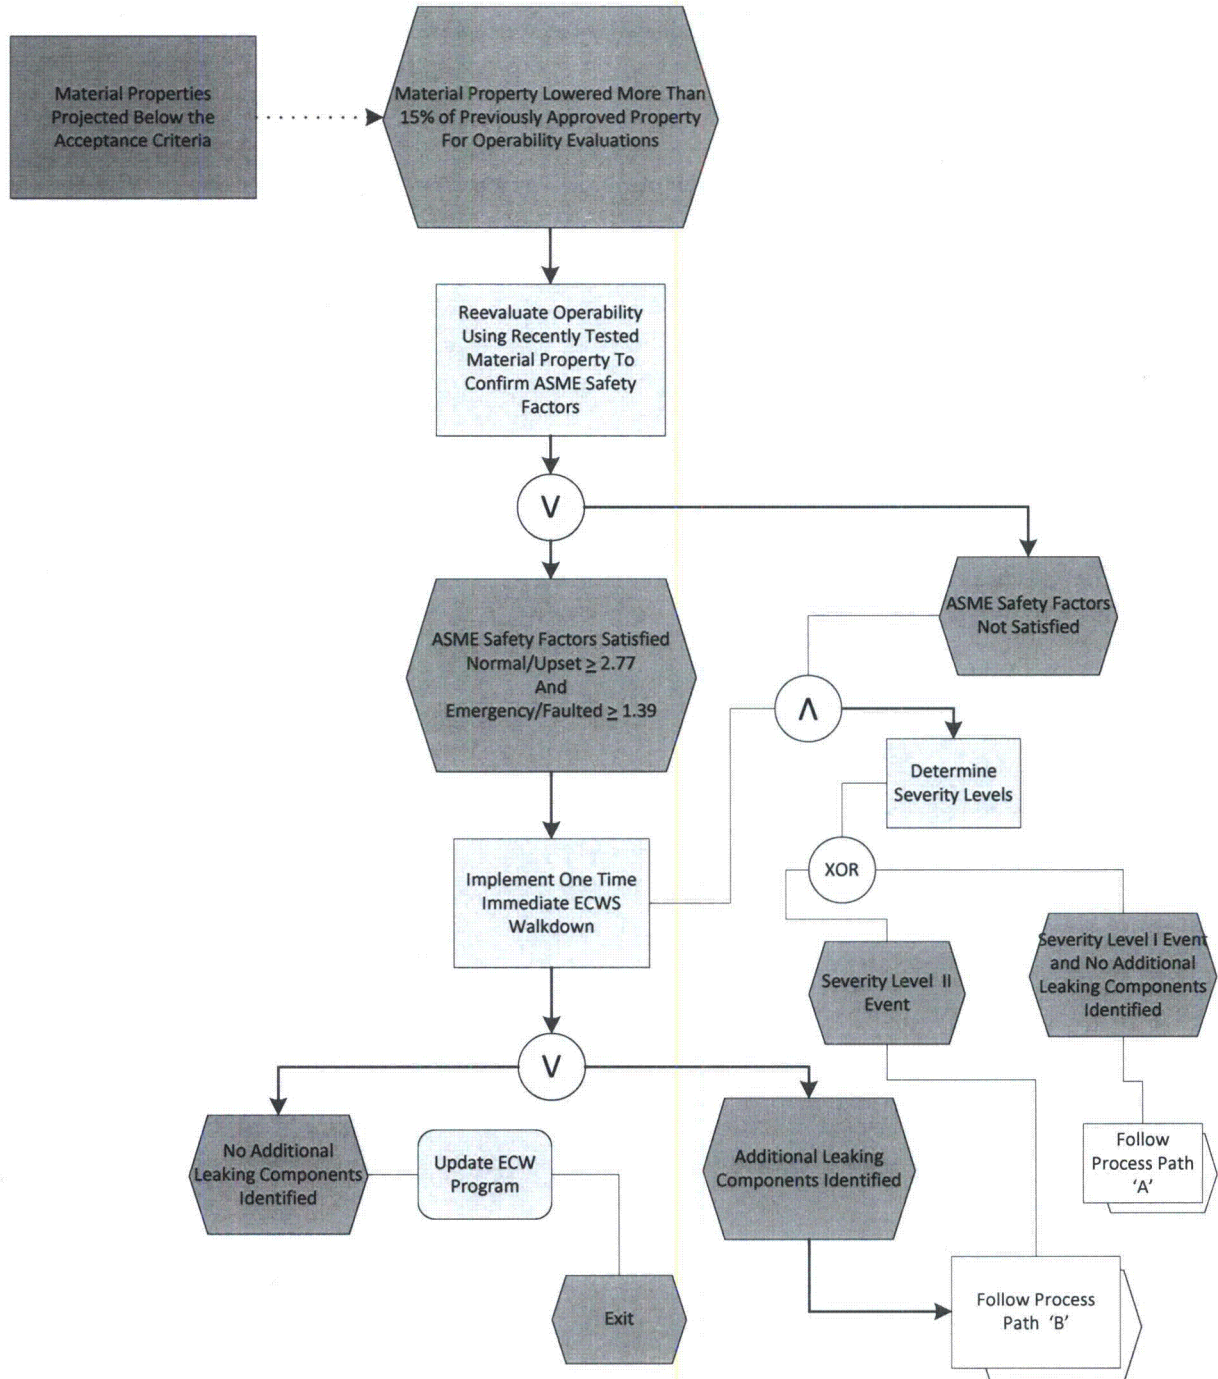 Material Properties
Projected Below the
Acceptance Criteria
Material Property Lowered More Than
15% of Previously Approved Property
For Operability Evaluations
Reevaluate Operability
Using Recently Tested
Material Property To
Confirm ASME Safety
Factors
V
ASME Safety Factors
Not Satisfied
ASME Safety Factors Satisfied
Normal/Upset ≥ 2.77
And
Emergency/Faulted ≥ 1.39
Λ
Determine
Severity Levels
XOR
Implement One Time
Immediate ECWS
Walkdown
Severity Level II
Event
Severity Level I Event
and No Additional
Leaking Components
Identified
V
No Additional
Leaking Components
Identified
Update ECW
Program
Additional Leaking
Components Identified
Follow
Process Path
‘A’
Exit
Follow Process
Path ‘B’